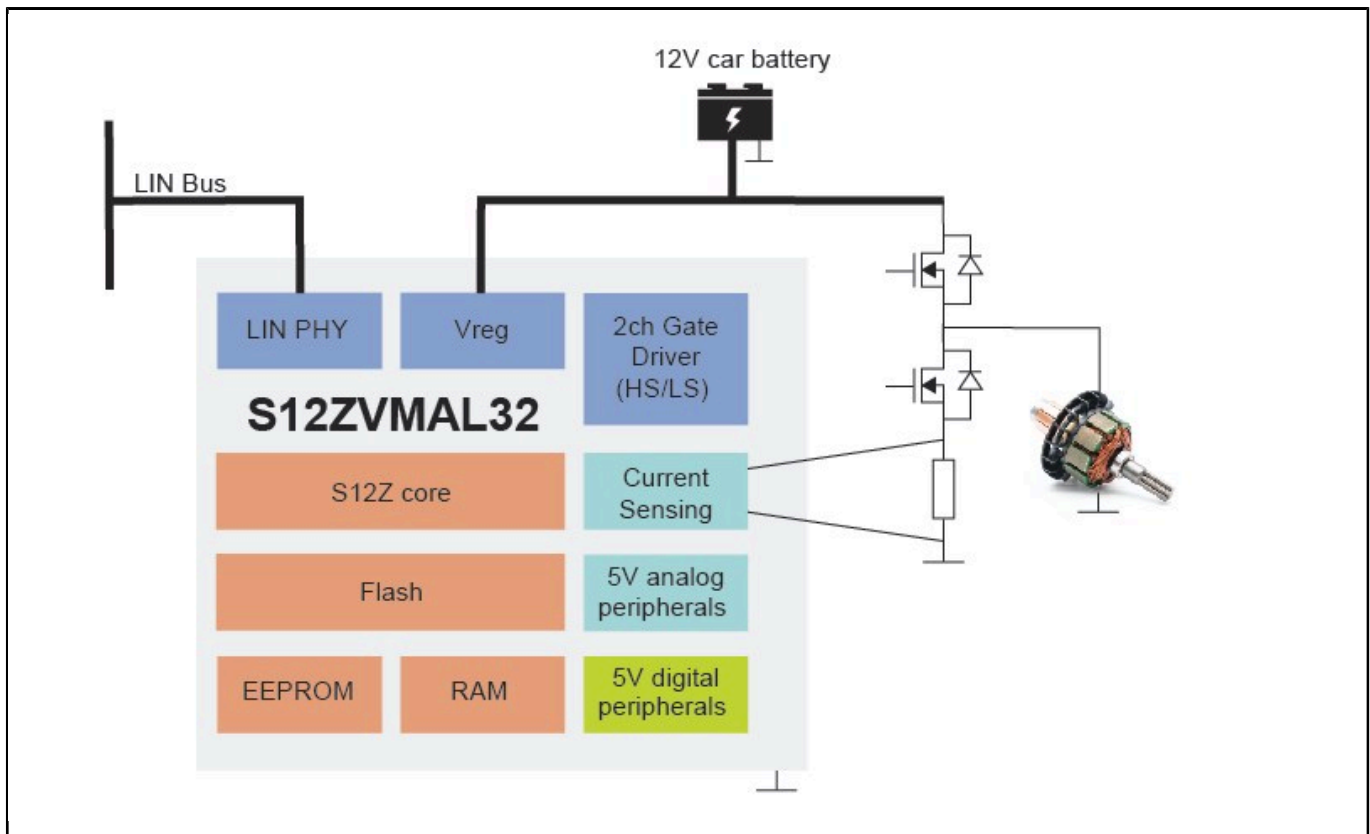 12V car battery
LIN Bus
LIN PHY
Vreg
2ch Gate
Driver
(HS/LS)
S12ZVMAL32
S12Z core
Current
Sensing
Flash
5V analog
peripherals
EEPROM
RAM
5V digital
peripherals